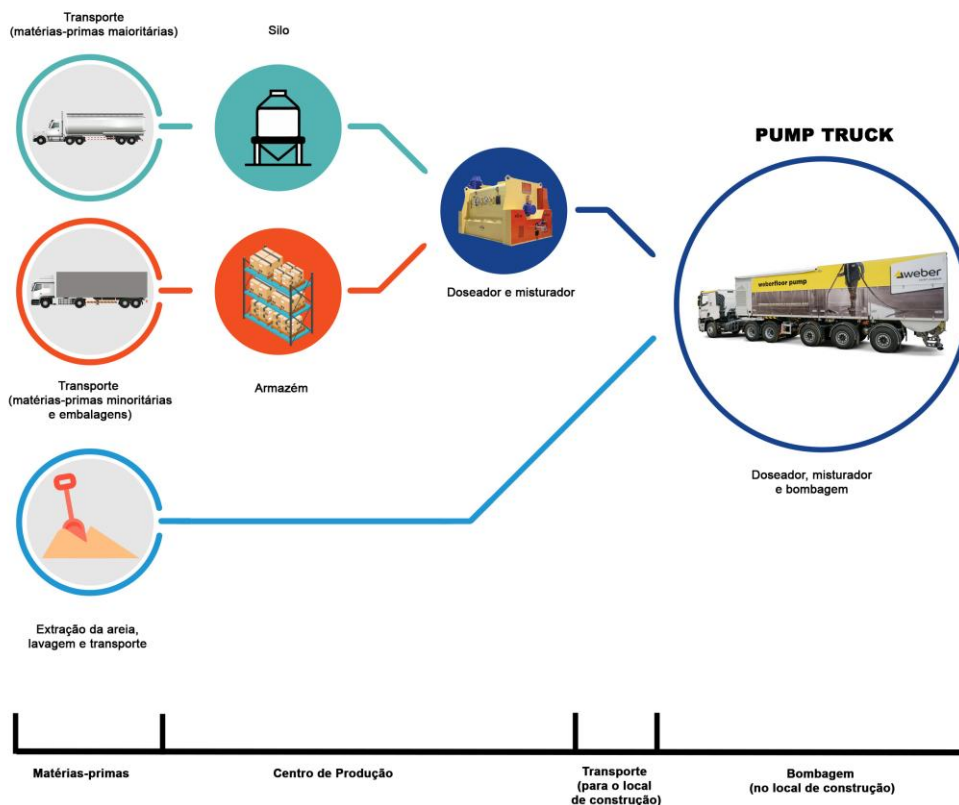 Transporte
(matérias-primas maioritárias)
Silo
PUMP TRUCK
Doseador e misturador
weberfloor pump
weber
Transporte
(matérias-primas minoritárias
e embalagens)
Armazém
Doseador, misturador
e bombagem
Extração da areia,
lavagem e transporte
Matérias-primas
Centro de Produção
Transporte
(para o local
de construção)
Bombagem
(no local de construção)